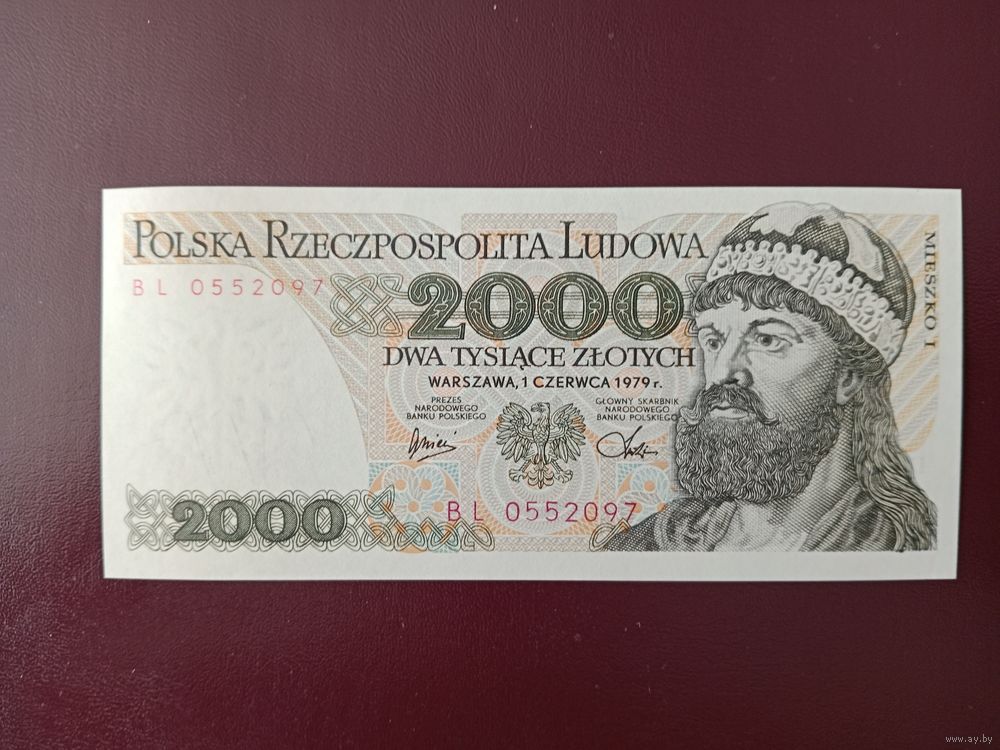 POLSKA RZECZPOSPOLITA LUDOWA
BL 0552097
2000
DWA TYSIĄCE ZŁOTYCH
WARSZAWA, 1 CZERWCA 1979 r.
PREZES
NARODOWEGO
BANKU POLSKIEGO
GŁÓWNY SKARBNIK
NARODOWEGO
BANKU POLSKIEGO
BL 0552097
2000
MIESZKO I
www.ay.by